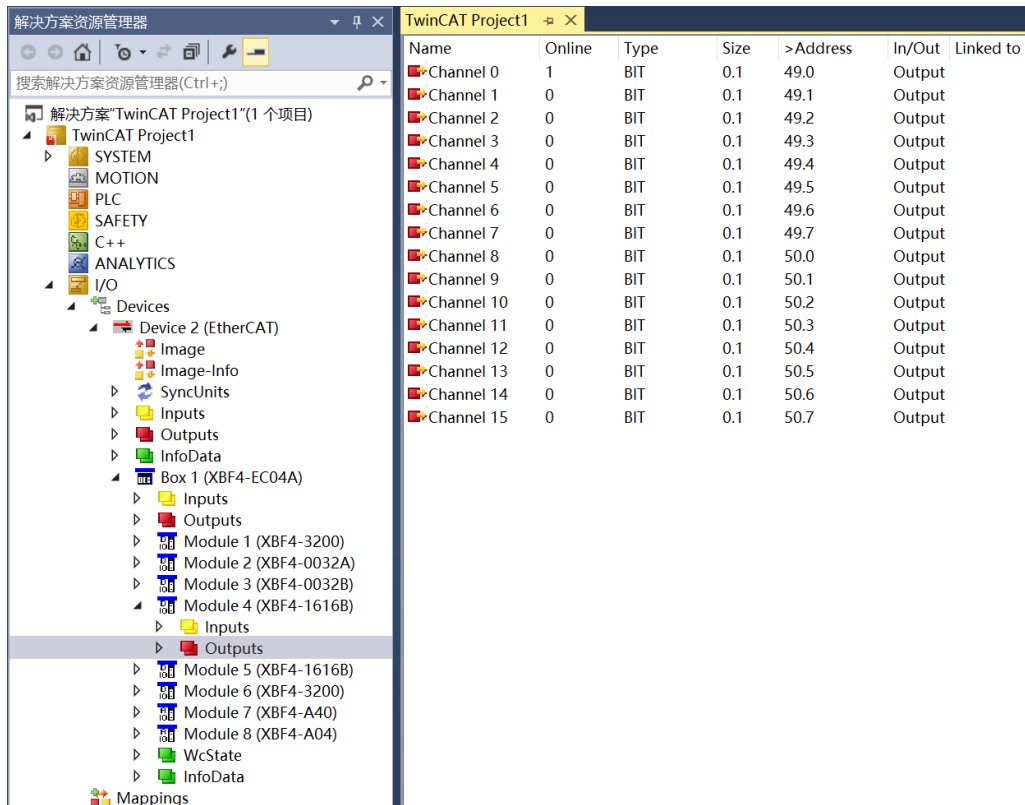 解决方案资源管理器
搜索解决方案资源管理器(Ctrl+;)
解决方案"TwinCAT Project1"(1 个项目)
TwinCAT Project1
SYSTEM
MOTION
PLC
SAFETY
C++
ANALYTICS
I/O
Devices
Device 2 (EtherCAT)
Image
Image-Info
SyncUnits
Inputs
Outputs
InfoData
Box 1 (XBF4-EC04A)
Inputs
Outputs
Module 1 (XBF4-3200)
Module 2 (XBF4-0032A)
Module 3 (XBF4-0032B)
Module 4 (XBF4-1616B)
Inputs
Outputs
Module 5 (XBF4-1616B)
Module 6 (XBF4-3200)
Module 7 (XBF4-A40)
Module 8 (XBF4-A04)
WcState
InfoData
Mappings
TwinCAT Project1
Name Online Type Size >Address In/Out Linked to
Channel 0 1 BIT 0.1 49.0 Output
Channel 1 0 BIT 0.1 49.1 Output
Channel 2 0 BIT 0.1 49.2 Output
Channel 3 0 BIT 0.1 49.3 Output
Channel 4 0 BIT 0.1 49.4 Output
Channel 5 0 BIT 0.1 49.5 Output
Channel 6 0 BIT 0.1 49.6 Output
Channel 7 0 BIT 0.1 49.7 Output
Channel 8 0 BIT 0.1 50.0 Output
Channel 9 0 BIT 0.1 50.1 Output
Channel 10 0 BIT 0.1 50.2 Output
Channel 11 0 BIT 0.1 50.3 Output
Channel 12 0 BIT 0.1 50.4 Output
Channel 13 0 BIT 0.1 50.5 Output
Channel 14 0 BIT 0.1 50.6 Output
Channel 15 0 BIT 0.1 50.7 Output